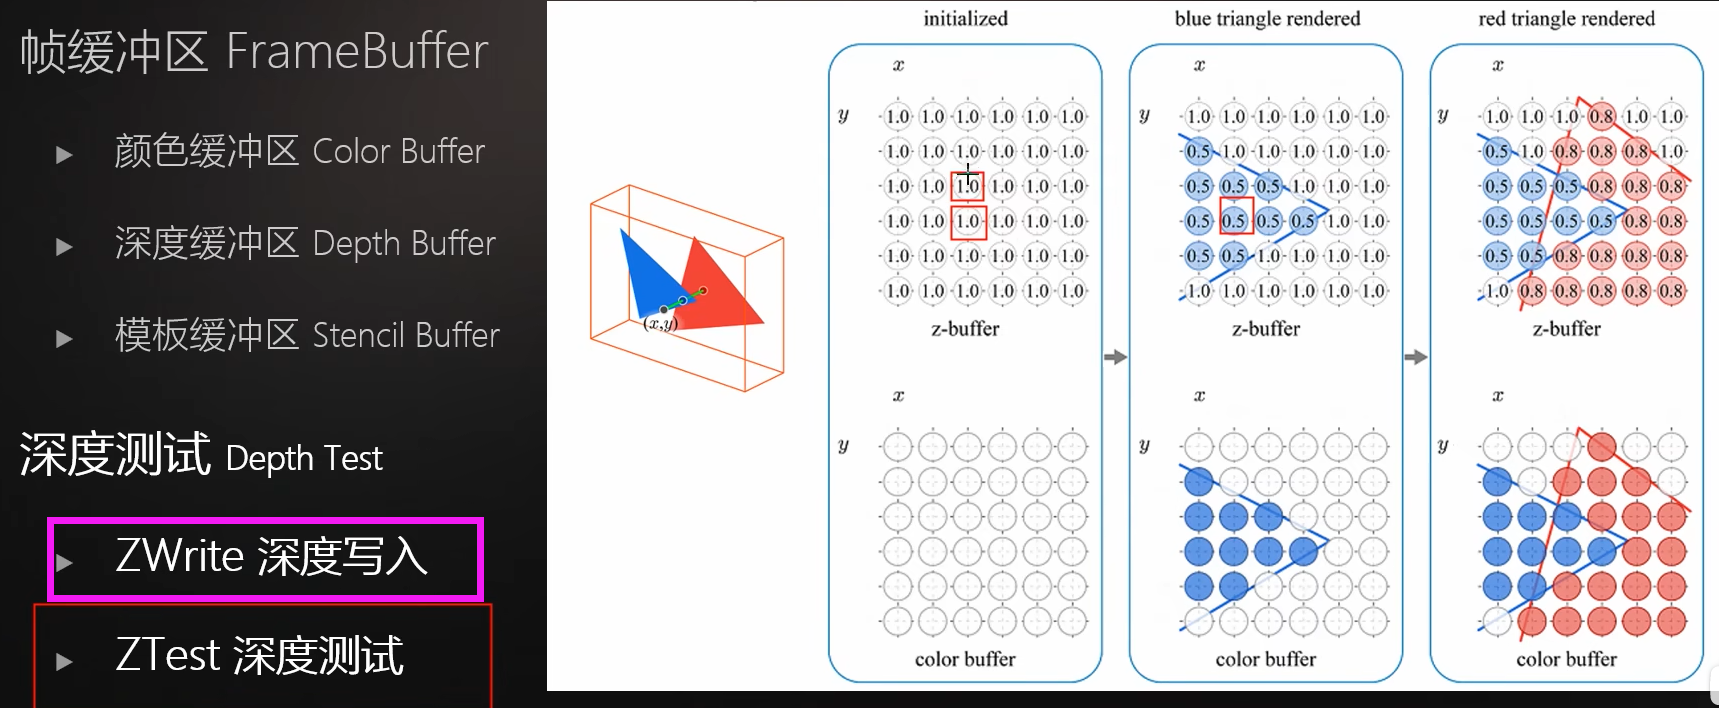 帧缓冲区 FrameBuffer
颜色缓冲区 Color Buffer
深度缓冲区 Depth Buffer
模板缓冲区 Stencil Buffer
深度测试 Depth Test
ZWrite 深度写入
ZTest 深度测试
(x,y)
initialized
x
y
1.0 1.0 1.0 1.0 1.0 1.0
1.0 1.0 1.0 1.0 1.0 1.0
1.0 1.0 1.0 1.0 1.0 1.0
1.0 1.0 1.0 1.0 1.0 1.0
1.0 1.0 1.0 1.0 1.0 1.0
1.0 1.0 1.0 1.0 1.0 1.0
z-buffer
x
y
color buffer
blue triangle rendered
x
y
1.0 1.0 1.0 1.0 1.0 1.0
0.5 1.0 1.0 1.0 1.0 1.0
0.5 0.5 0.5 1.0 1.0 1.0
0.5 0.5 0.5 0.5 1.0 1.0
0.5 0.5 1.0 1.0 1.0 1.0
1.0 1.0 1.0 1.0 1.0 1.0
z-buffer
x
y
color buffer
red triangle rendered
x
y
1.0 1.0 1.0 0.8 1.0 1.0
0.5 1.0 0.8 0.8 0.8 1.0
0.5 0.5 0.5 0.8 0.8 0.8
0.5 0.5 0.5 0.5 0.8 0.8
0.5 0.5 0.8 0.8 0.8 0.8
1.0 0.8 0.8 0.8 0.8 0.8
z-buffer
x
y
color buffer